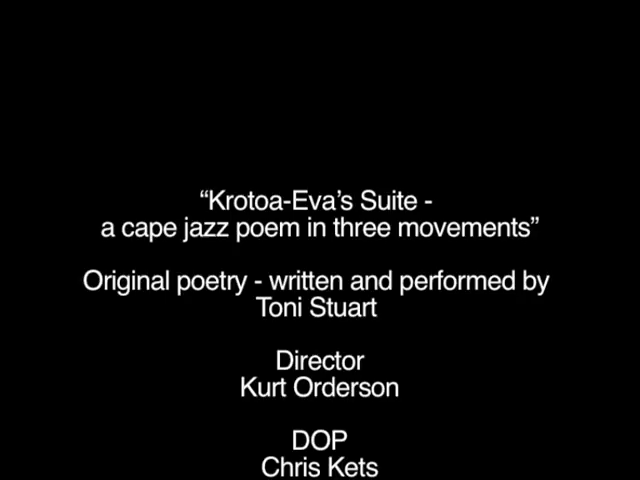 “Krotoa-Eva’s Suite -
a cape jazz poem in three movements”
Original poetry - written and performed by
Toni Stuart
Director
Kurt Orderson
DOP
Chris Kets